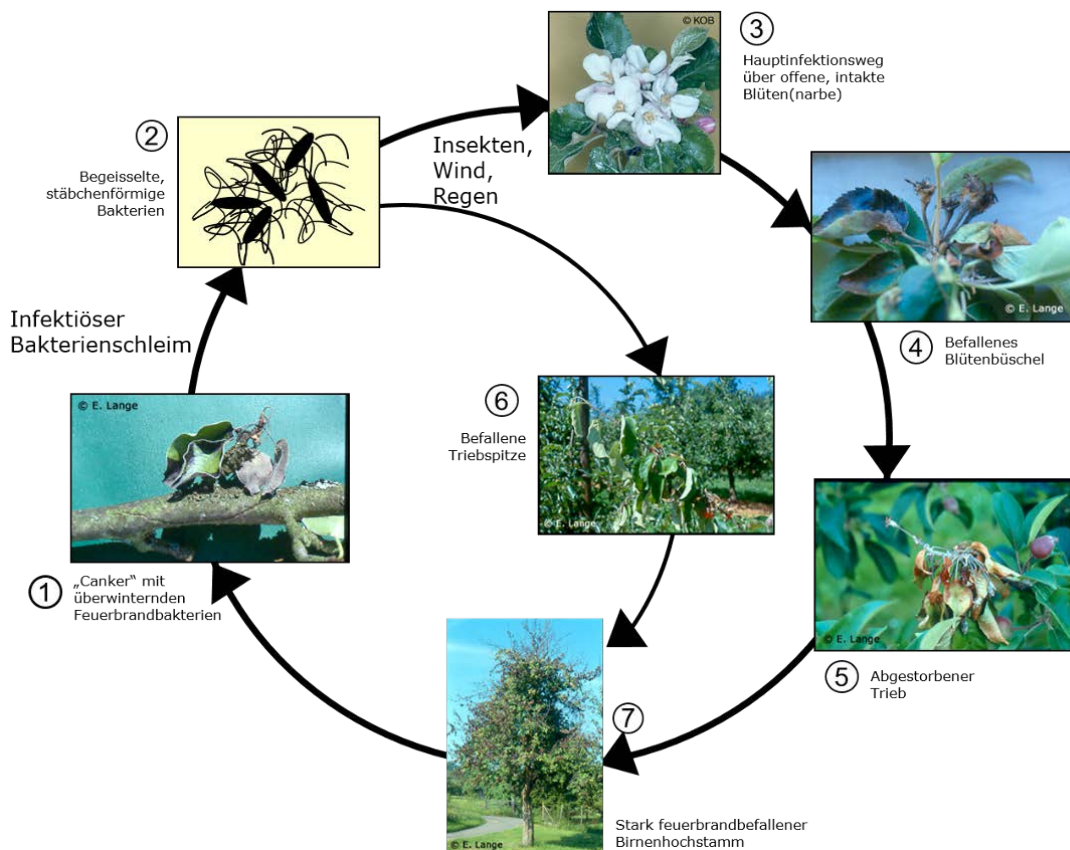 © KOB
③
Hauptinfektionsweg
über offene, intakte
Blüten(narbe)
②
Begeisselte,
stäbchenförmige
Bakterien
Insekten,
Wind,
Regen
© E. Lange
④
Befallenes
Blütenbüschel
Infektiöser
Bakterienschleim
© E. Lange
①
„Canker“ mit
überwinternden
Feuerbrandbakterien
⑥
Befallene
Triebspitze
© E. Lange
© E. Lange
⑤
Abgestorbener
Trieb
⑦
© E. Lange
Stark feuerbrandbefallener
Birnenhochstamm